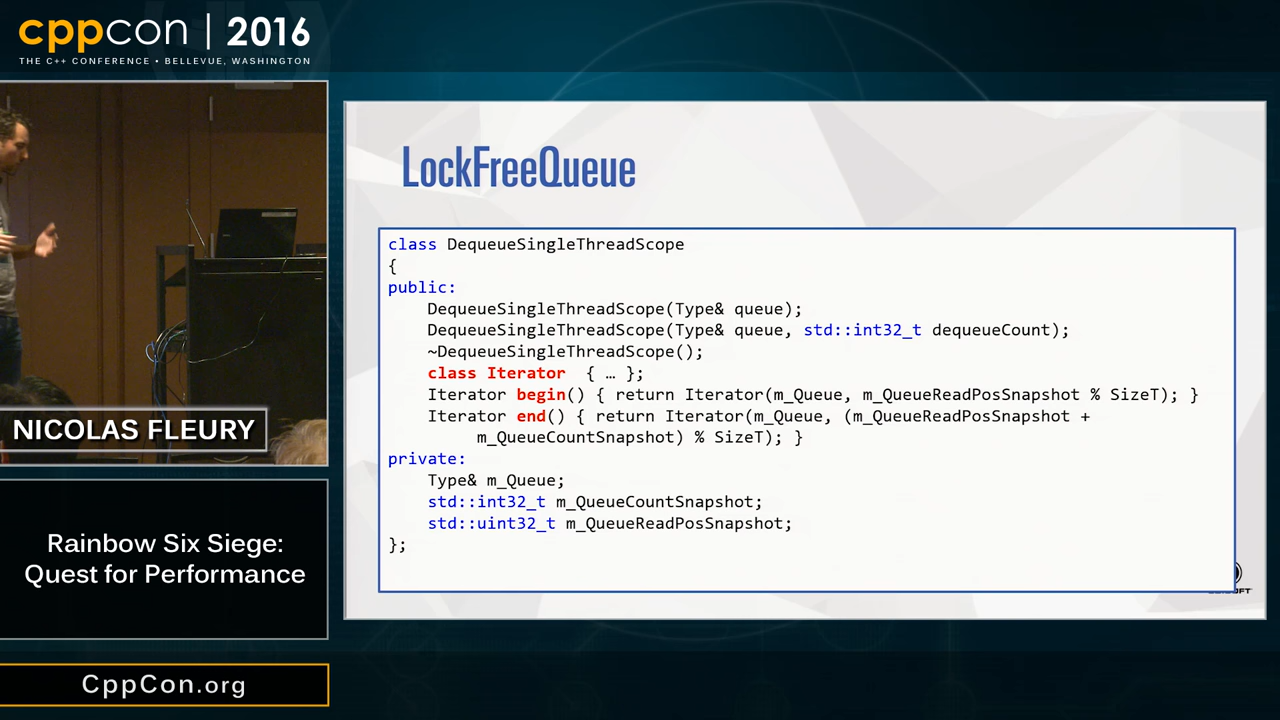 cppcon | 2016
THE C++ CONFERENCE • BELLEVUE, WASHINGTON
LockFreeQueue
class DequeueSingleThreadScope
{
public:
DequeueSingleThreadScope(Type& queue);
DequeueSingleThreadScope(Type& queue, std::int32_t dequeueCount);
~DequeueSingleThreadScope();
class Iterator { … };
Iterator begin() { return Iterator(m_Queue, m_QueueReadPosSnapshot % SizeT); }
Iterator end() { return Iterator(m_Queue, (m_QueueReadPosSnapshot +
m_QueueCountSnapshot) % SizeT); }
private:
Type& m_Queue;
std::int32_t m_QueueCountSnapshot;
std::uint32_t m_QueueReadPosSnapshot;
};
NICOLAS FLEURY
Rainbow Six Siege:
Quest for Performance
CppCon.org